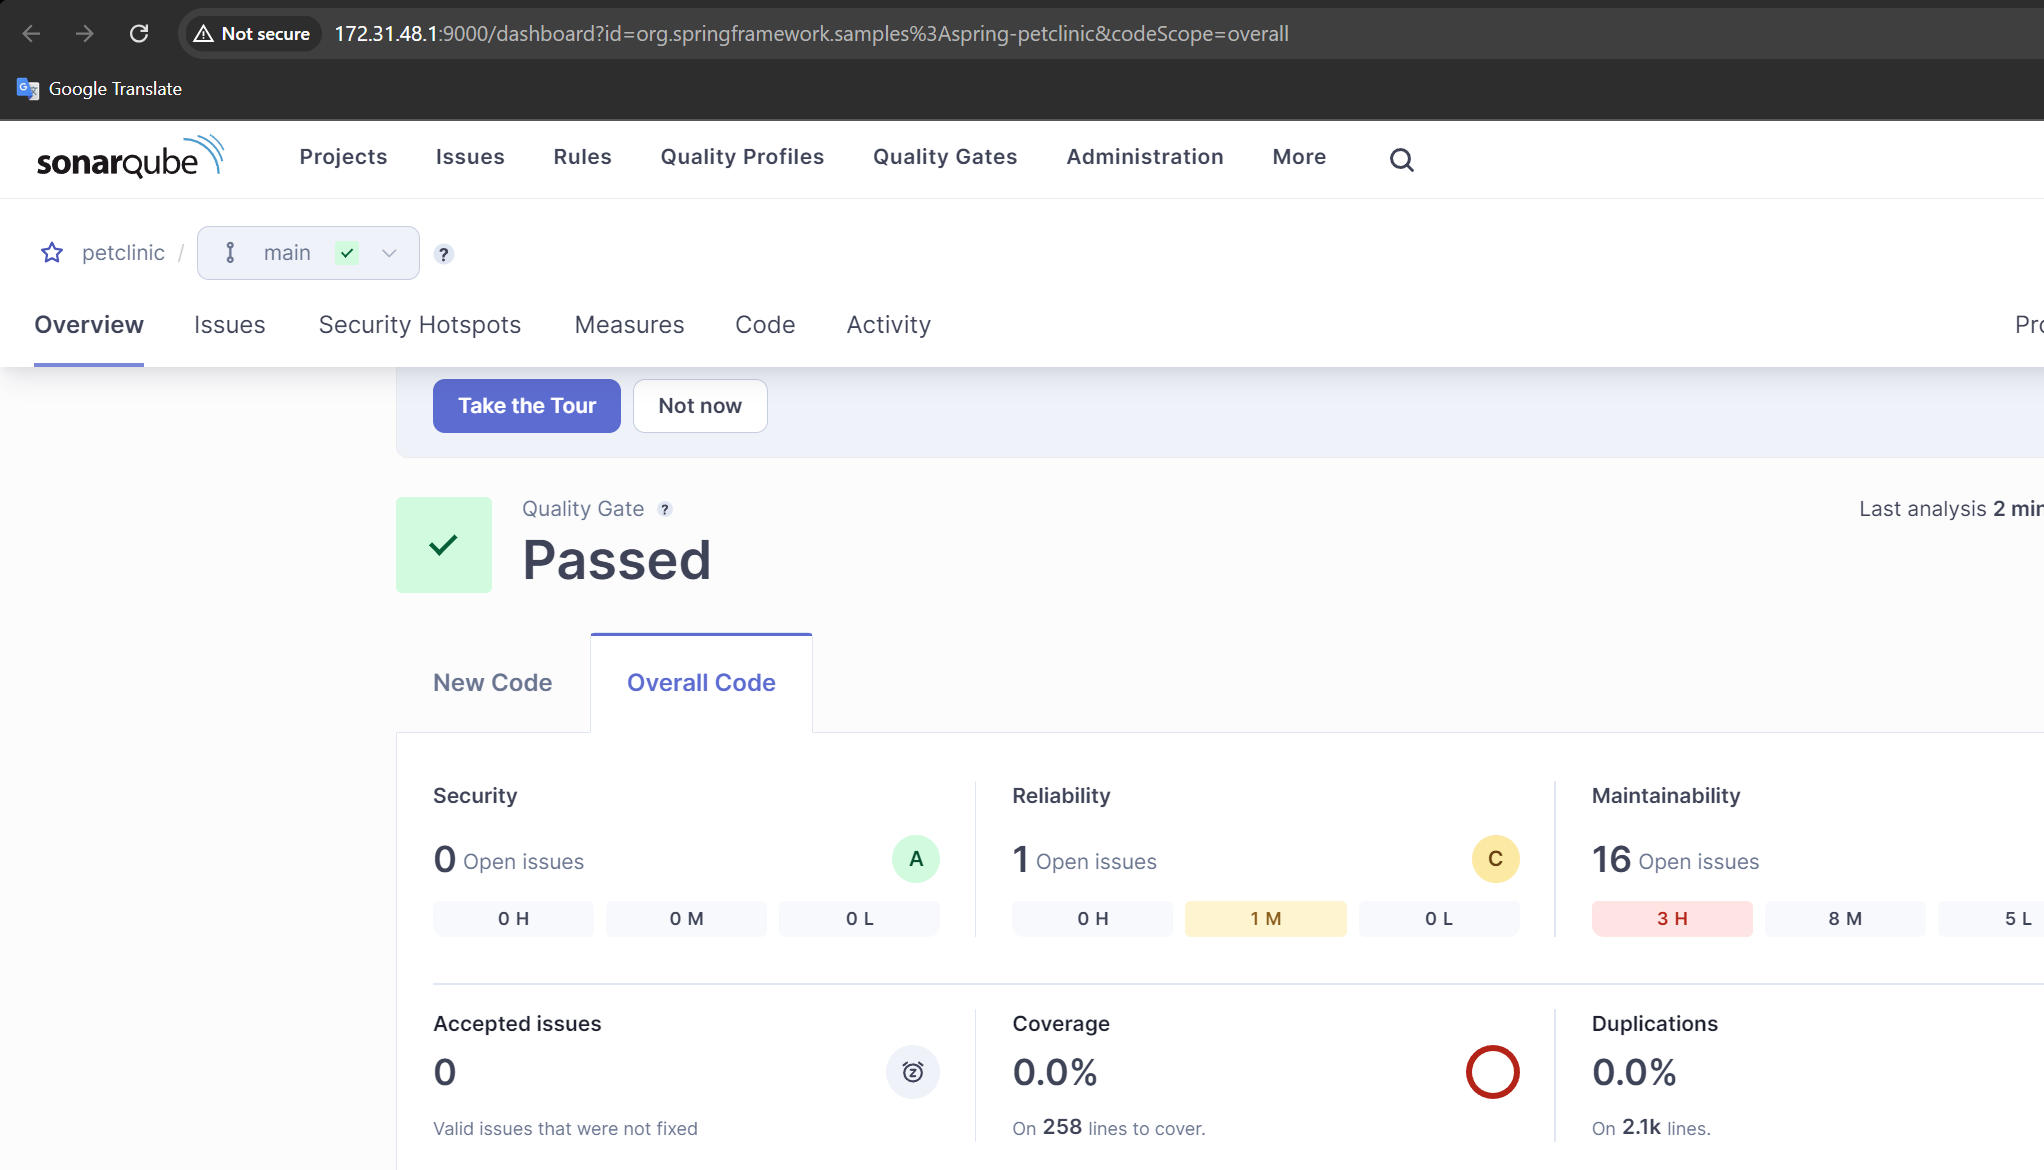 Not secure 172.31.48.1:9000/dashboard?id=org.springframework.samples%3Aspring-petclinic&codeScope=overall
Google Translate
sonarqube Projects Issues Rules Quality Profiles Quality Gates Administration More
petclinic / main ?
Overview Issues Security Hotspots Measures Code Activity Pro
Take the Tour Not now
Quality Gate ? Last analysis 2 min
Passed
New Code Overall Code
Security Reliability Maintainability
0 Open issues A 1 Open issues C 16 Open issues
0 H 0 M 0 L 0 H 1 M 0 L 3 H 8 M 5 L
Accepted issues Coverage Duplications
0 0.0% 0.0%
Valid issues that were not fixed On 258 lines to cover. On 2.1k lines.